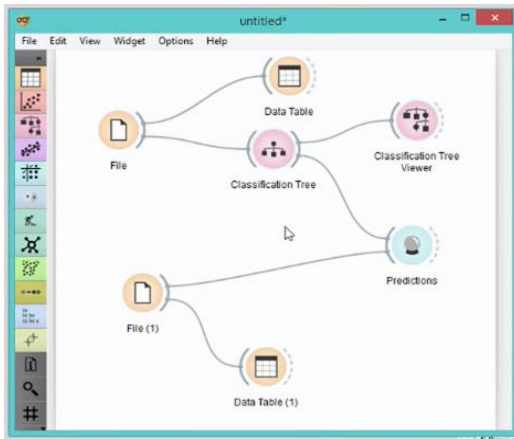 untitled*
File Edit View Widget Options Help
Data Table
File
Classification Tree
Classification Tree
Viewer
Predictions
File (1)
Data Table (1)